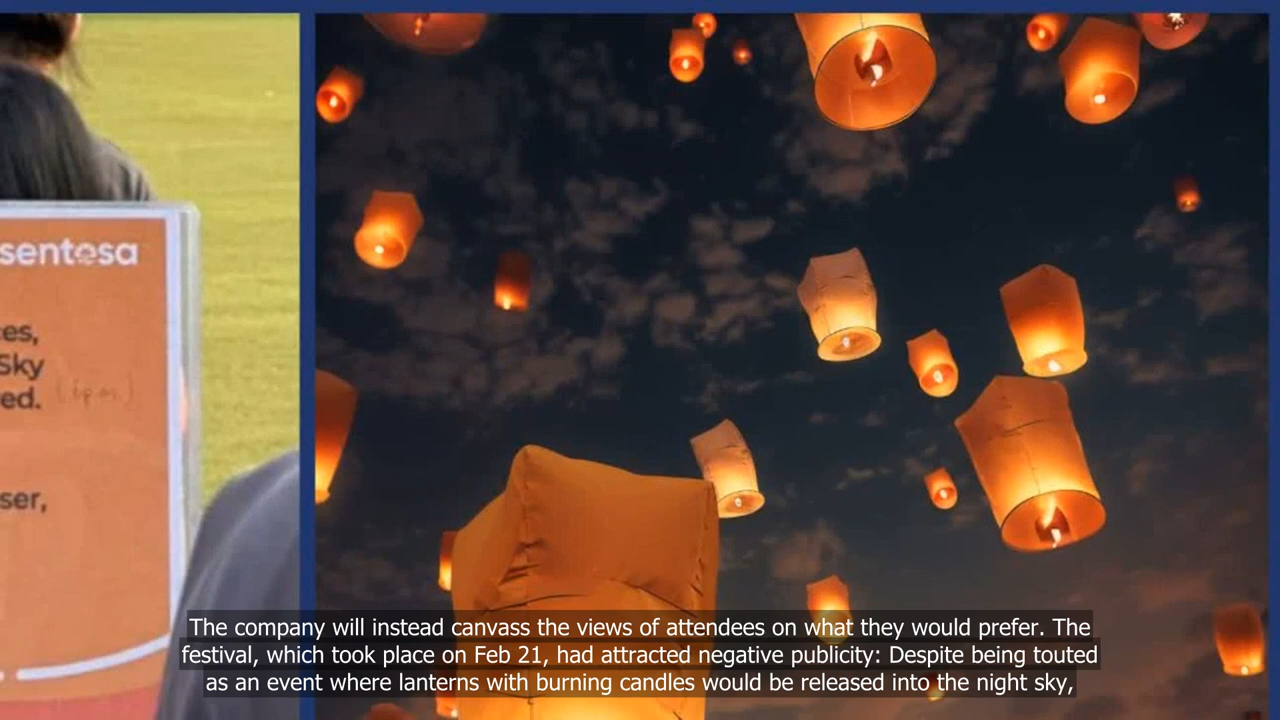 sentosa
ces,
Sky
ed.
ser,
The company will instead canvass the views of attendees on what they would prefer. The
festival, which took place on Feb 21, had attracted negative publicity: Despite being touted
as an event where lanterns with burning candles would be released into the night sky,